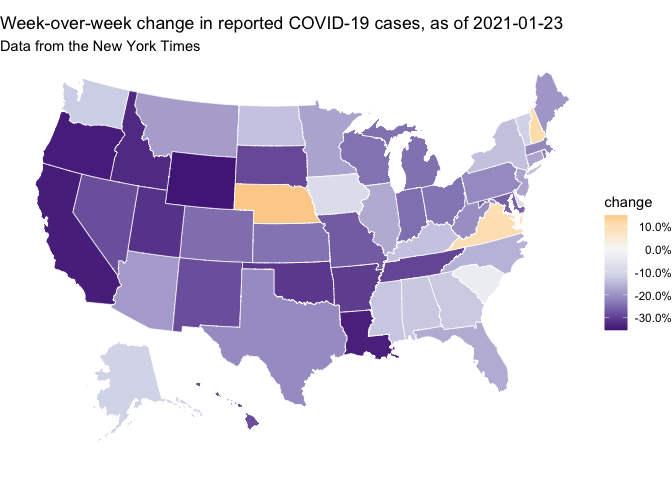 Week-over-week change in reported COVID-19 cases, as of 2021-01-23
Data from the New York Times
change
10.0%
0.0%
-10.0%
-20.0%
-30.0%